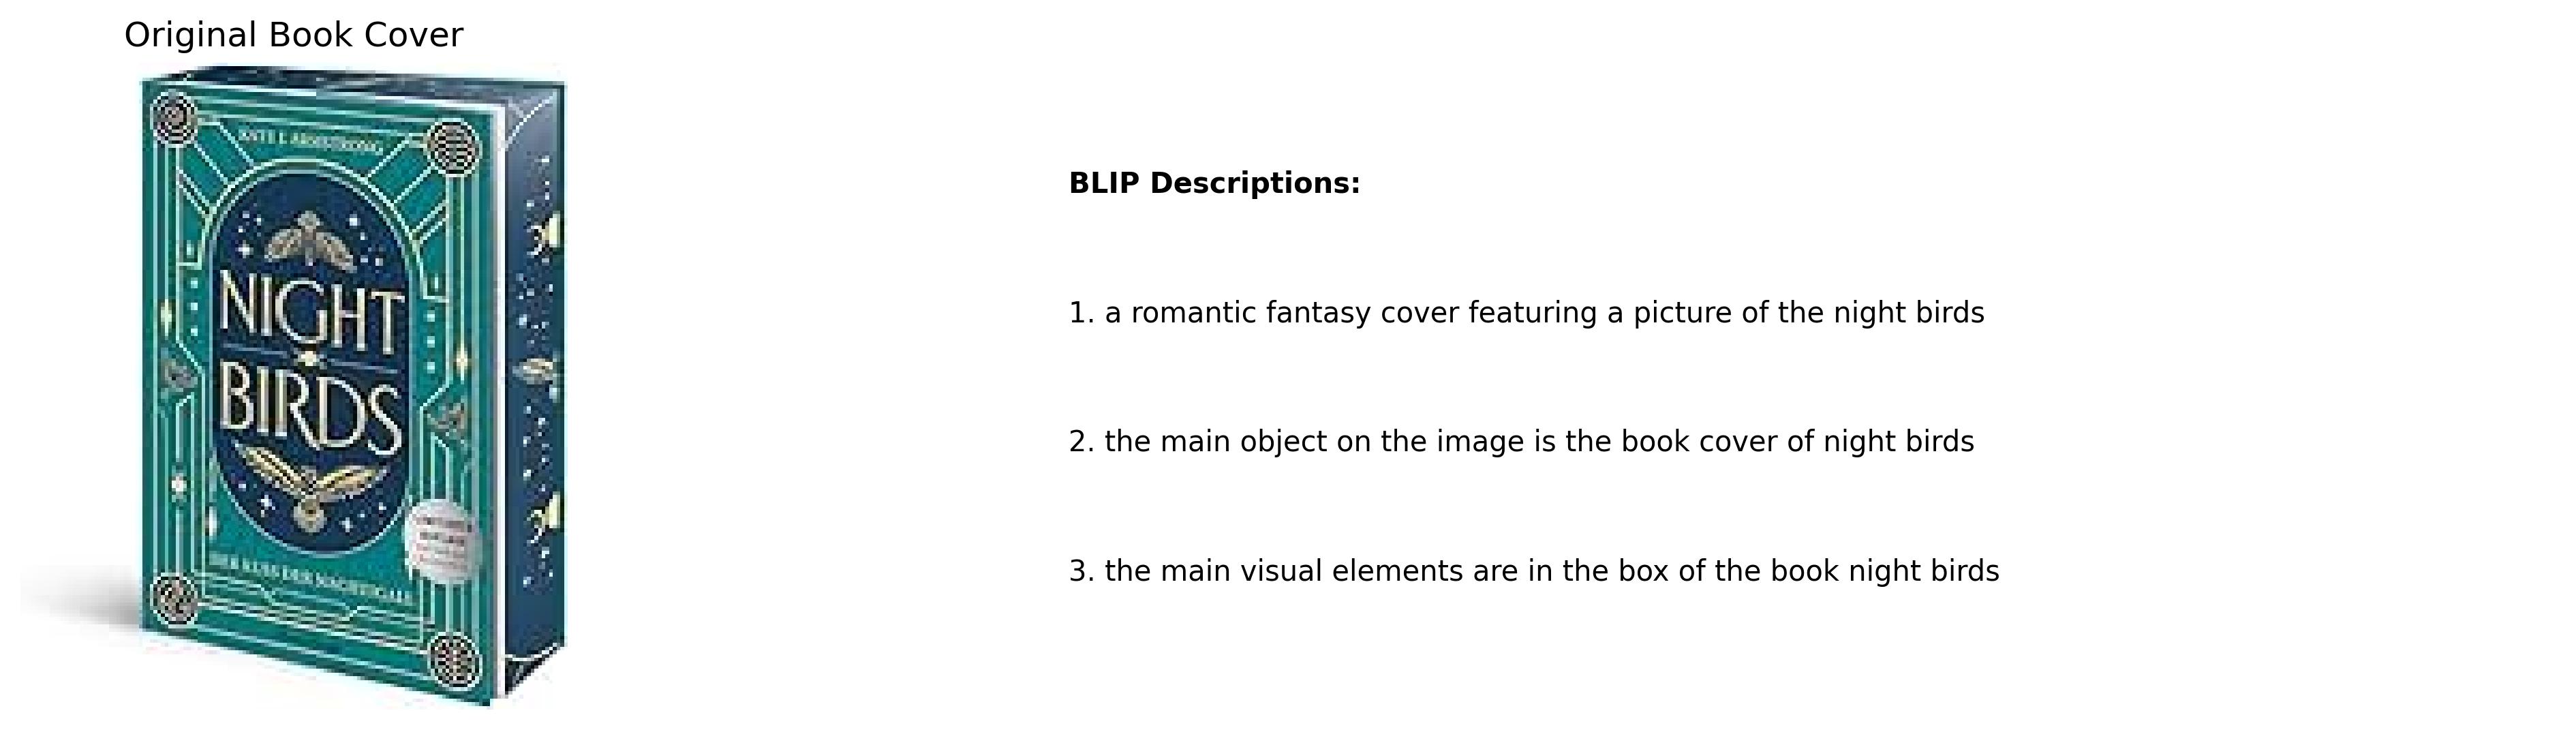 Original Book Cover
KATE J. ARMSTRONG
NIGHT
BIRDS
DER KUSS DER NACHTIGALL
BLIP Descriptions:
1. a romantic fantasy cover featuring a picture of the night birds
2. the main object on the image is the book cover of night birds
3. the main visual elements are in the box of the book night birds